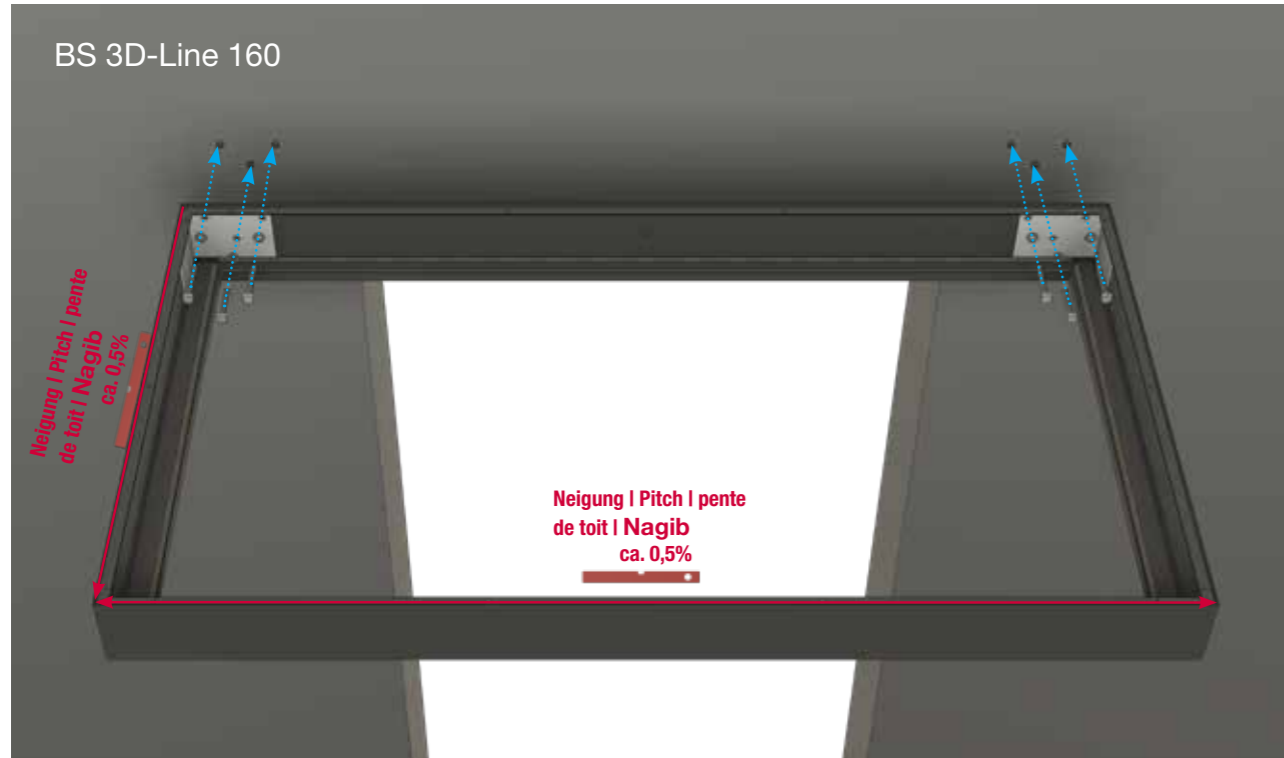 BS 3D-Line 160
Neigung I Pitch I pente
de toit I Nagib
ca. 0,5%
Neigung I Pitch I pente
de toit I Nagib
ca. 0,5%